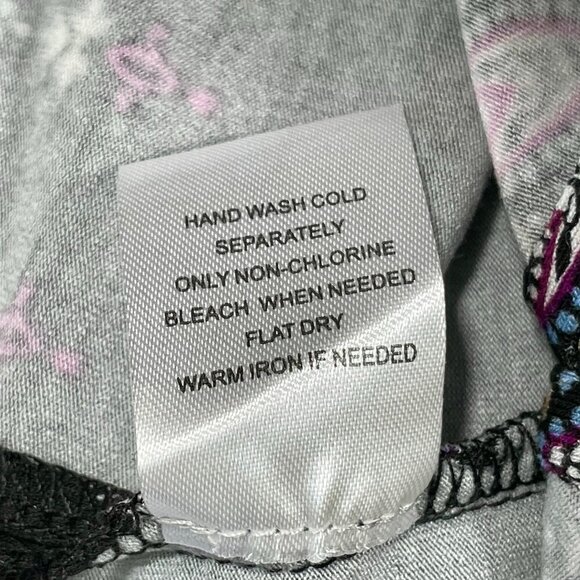 HAND WASH COLD
SEPARATELY
ONLY NON-CHLORINE
BLEACH WHEN NEEDED
FLAT DRY
WARM IRON IF NEEDED